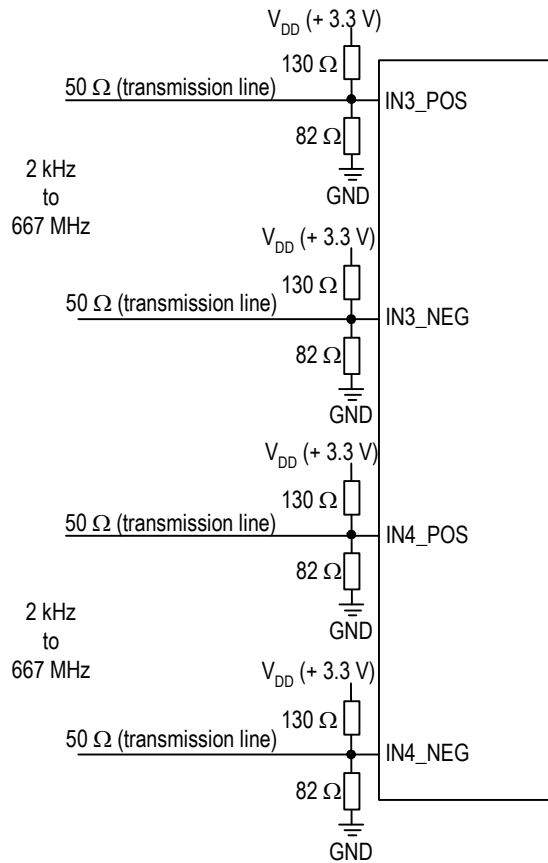 V_DD (+ 3.3 V)
130 Ω
50 Ω (transmission line)
IN3_POS
82 Ω
GND
2 kHz
to
667 MHz
V_DD (+ 3.3 V)
130 Ω
50 Ω (transmission line)
IN3_NEG
82 Ω
GND
V_DD (+ 3.3 V)
130 Ω
50 Ω (transmission line)
IN4_POS
82 Ω
GND
2 kHz
to
667 MHz
V_DD (+ 3.3 V)
130 Ω
50 Ω (transmission line)
IN4_NEG
82 Ω
GND